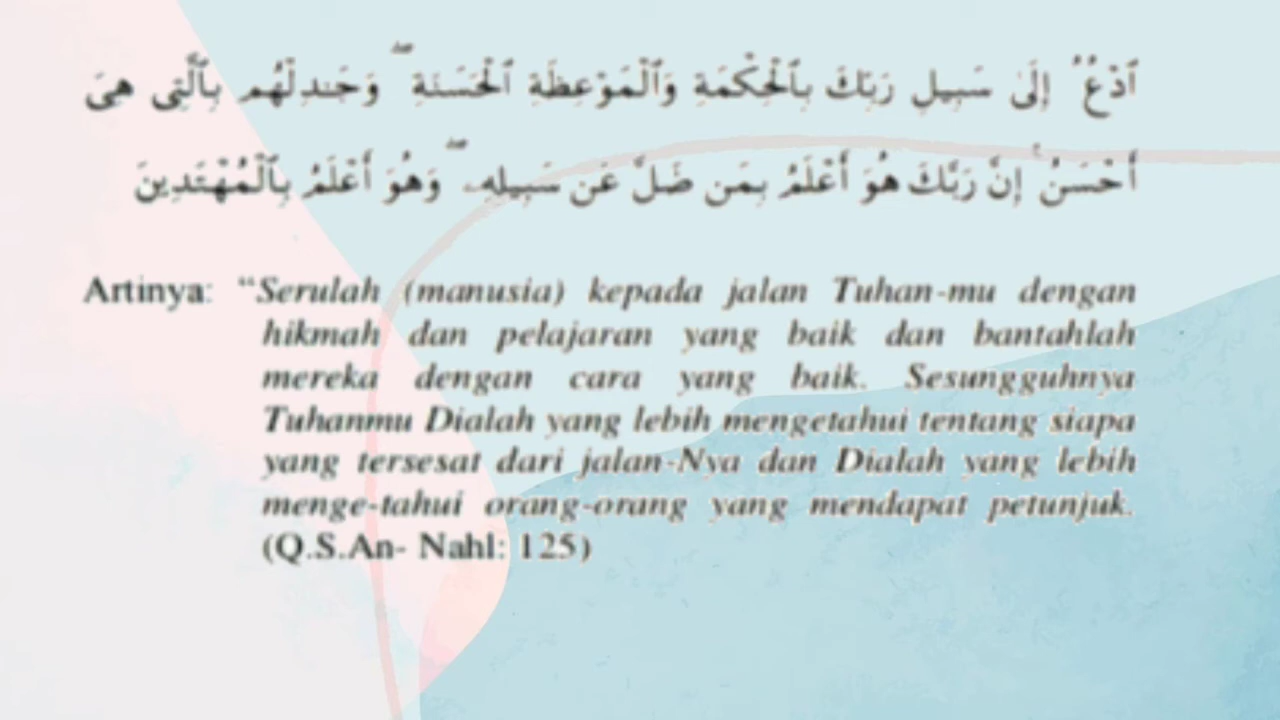 ٱدْعُ إِلَىٰ سَبِيلِ رَبِّكَ بِٱلْحِكْمَةِ وَٱلْمَوْعِظَةِ ٱلْحَسَنَةِ ۖ وَجَـٰدِلْهُم بِٱلَّتِى هِىَ
أَحْسَنُ ۚ إِنَّ رَبَّكَ هُوَ أَعْلَمُ بِمَن ضَلَّ عَن سَبِيلِهِۦ ۖ وَهُوَ أَعْلَمُ بِٱلْمُهْتَدِينَ
Artinya: “Serulah (manusia) kepada jalan Tuhan-mu dengan
hikmah dan pelajaran yang baik dan bantahlah
mereka dengan cara yang baik. Sesungguhnya
Tuhanmu Dialah yang lebih mengetahui tentang siapa
yang tersesat dari jalan-Nya dan Dialah yang lebih
menge-tahui orang-orang yang mendapat petunjuk.
(Q.S.An- Nahl: 125)